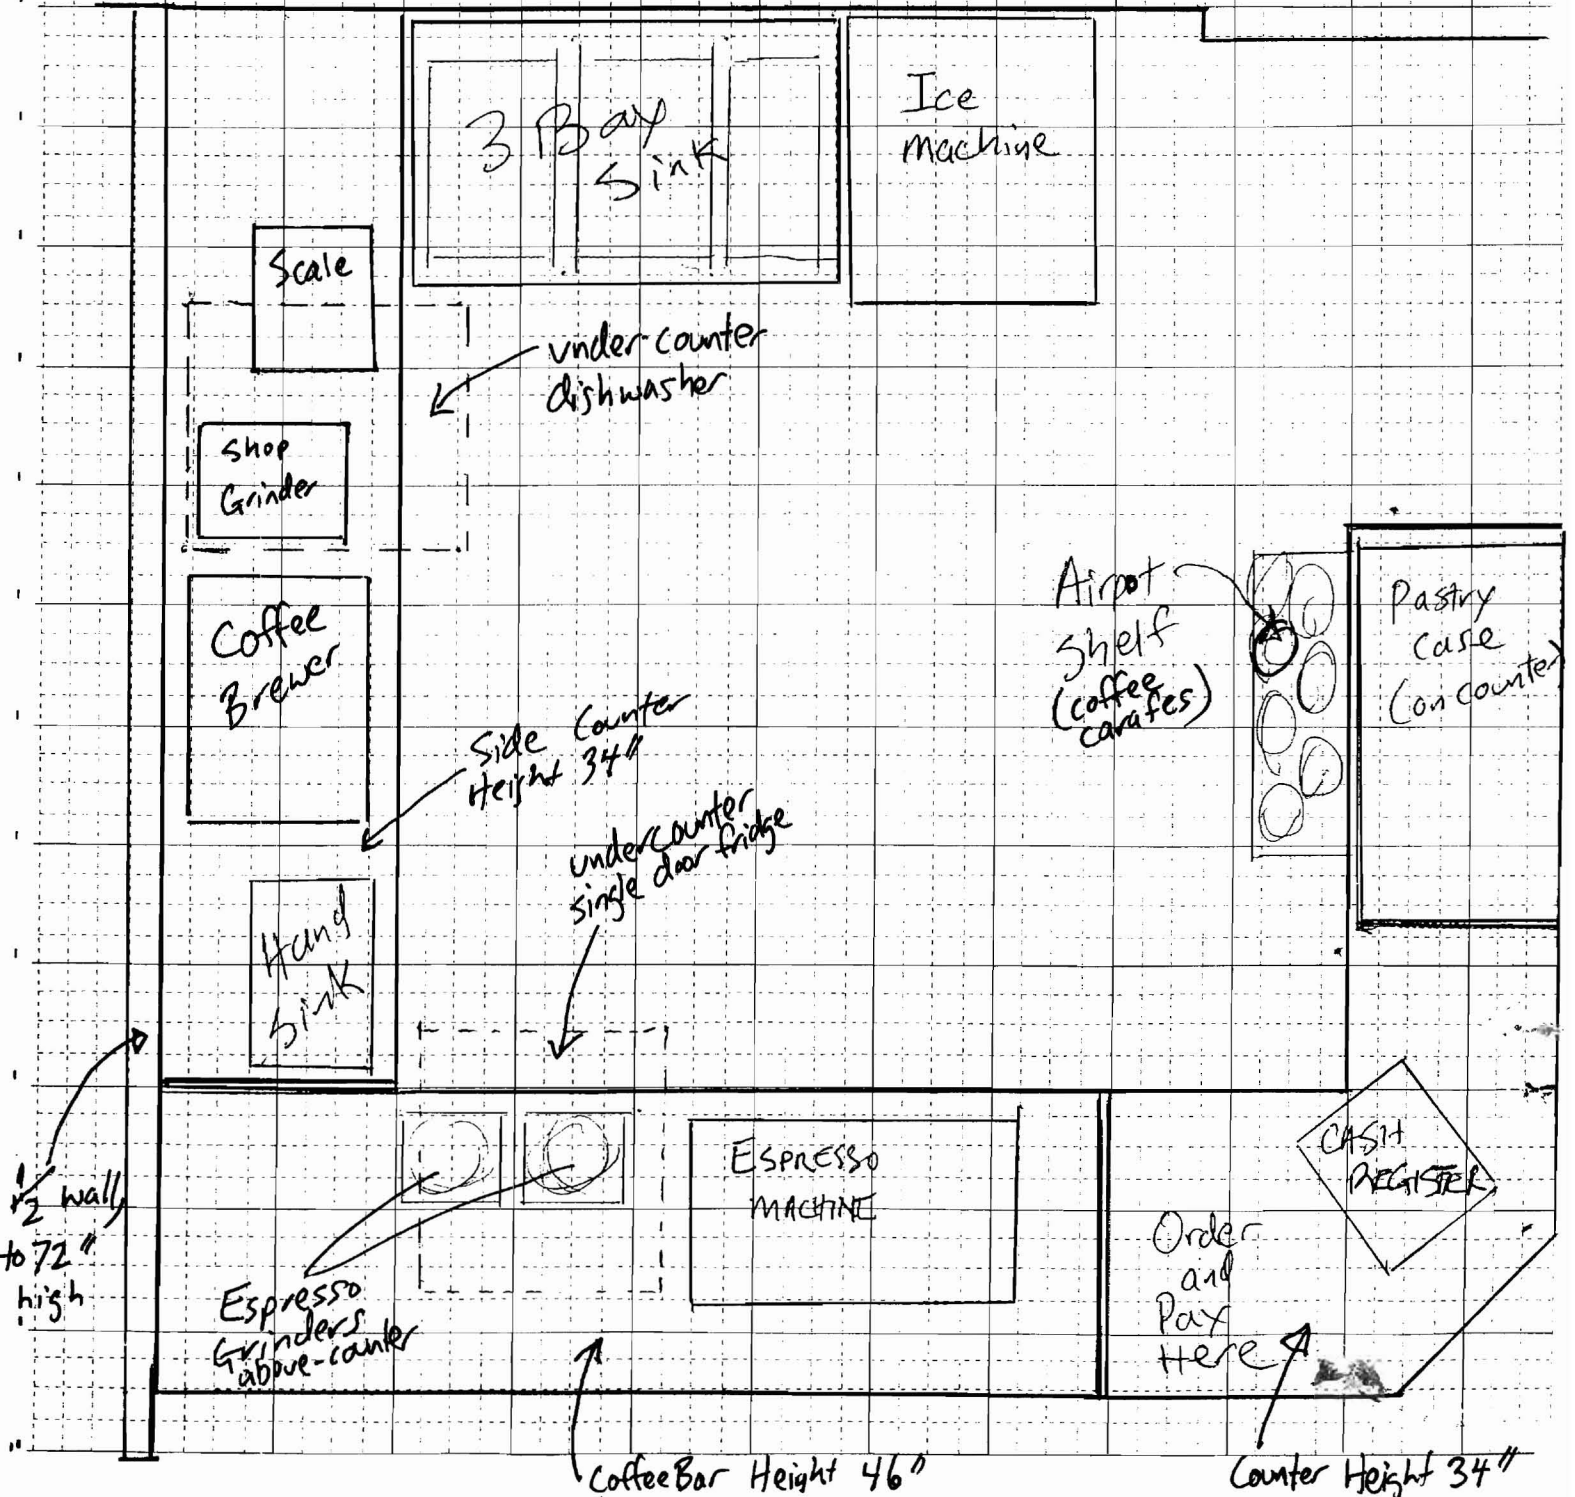 3 Bay
Sink
Ice
machine
Scale
under-counter
dishwasher
Shop
Grinder
Coffee
Brewer
Airpot
shelf
(coffee
carafes)
Pastry
Case
(on counter)
Side Counter
Height 34"
undercounter
single door fridge
Hand
Sink
1/2 wall,
to 72"
high
Espresso
Grinders
above-counter
ESPRESSO
MACHINE
CASH
REGISTER
Order
and
Pay
Here
Coffee Bar Height 46"
Counter Height 34"